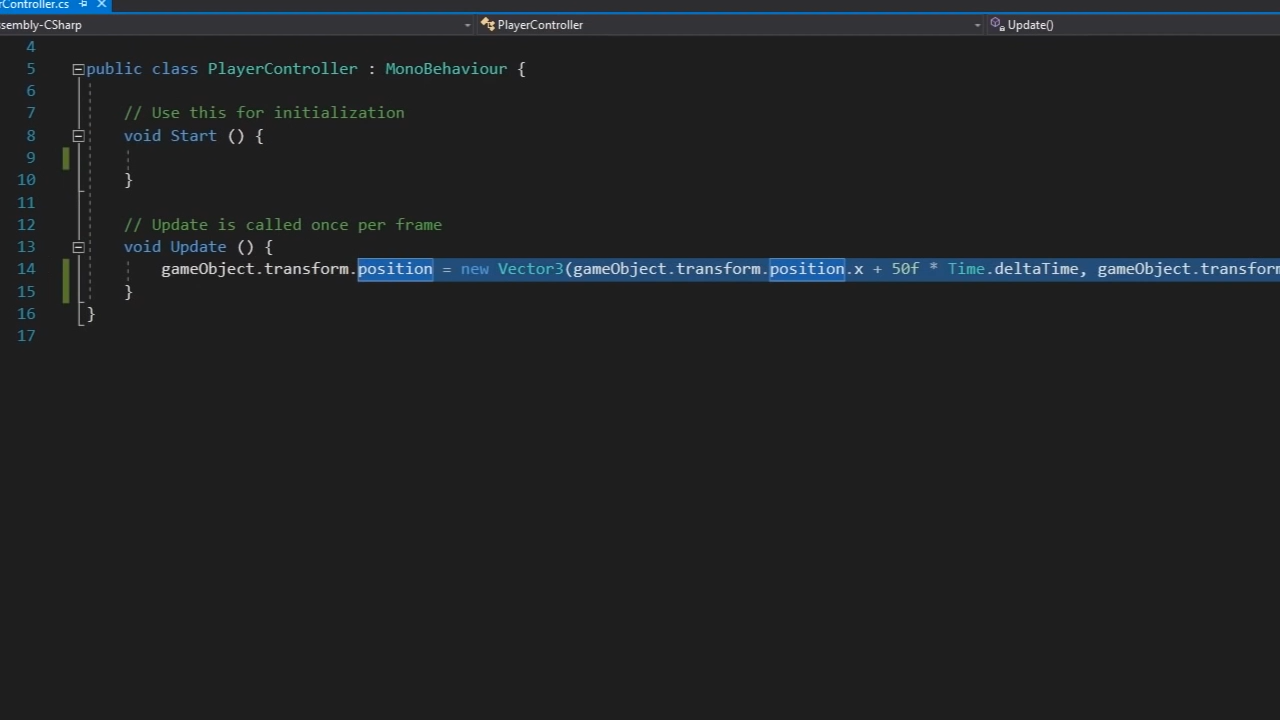 rController.cs
ssembly-CSharp PlayerController Update()
4
5 public class PlayerController : MonoBehaviour {
6
7 // Use this for initialization
8 void Start () {
9
10 }
11
12 // Update is called once per frame
13 void Update () {
14 gameObject.transform.position = new Vector3(gameObject.transform.position.x + 50f * Time.deltaTime, gameObject.transform
15 }
16 }
17